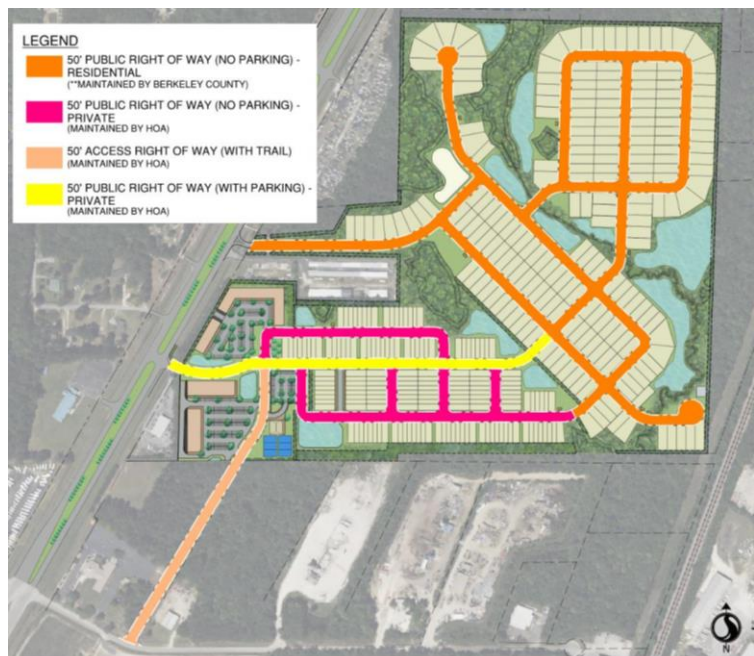 LEGEND
50' PUBLIC RIGHT OF WAY (NO PARKING) -
RESIDENTIAL
(**MAINTAINED BY BERKELEY COUNTY)
50' PUBLIC RIGHT OF WAY (NO PARKING) -
PRIVATE
(MAINTAINED BY HOA)
50' ACCESS RIGHT OF WAY (WITH TRAIL)
(MAINTAINED BY HOA)
50' PUBLIC RIGHT OF WAY (WITH PARKING) -
PRIVATE
(MAINTAINED BY HOA)
N